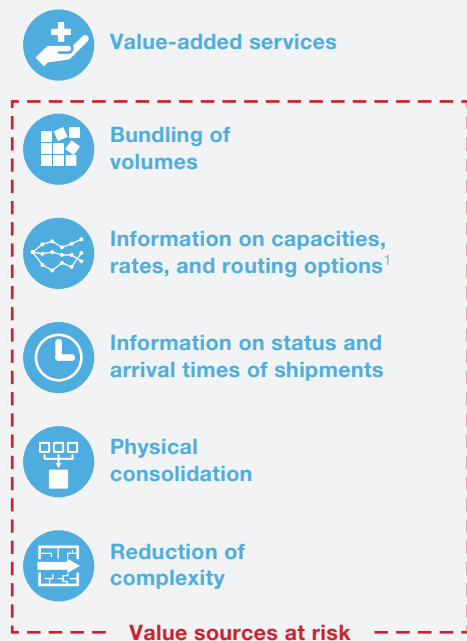 Value-added services
Bundling of
volumes
Information on capacities,
rates, and routing options¹
Information on status and
arrival times of shipments
Physical
consolidation
Reduction of
complexity
Value sources at risk